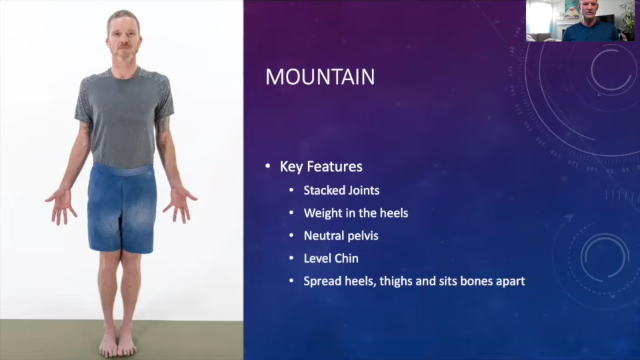 MOUNTAIN
• Key Features
• Stacked Joints
• Weight in the heels
• Neutral pelvis
• Level Chin
• Spread heels, thighs and sits bones apart